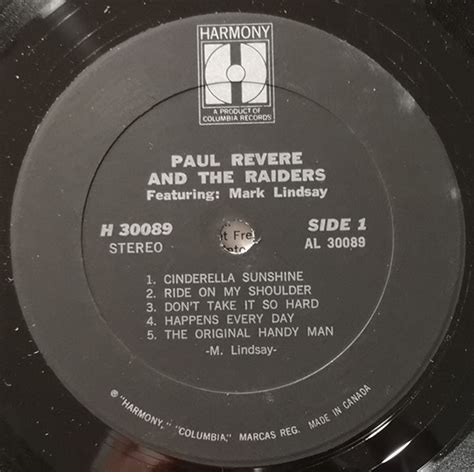 HARMONY
A PRODUCT OF
COLUMBIA RECORDS
PAUL REVERE
AND THE RAIDERS
Featuring: Mark Lindsay
H 30089
STEREO
SIDE 1
AL 30089
1. CINDERELLA SUNSHINE
2. RIDE ON MY SHOULDER
3. DON'T TAKE IT SO HARD
4. HAPPENS EVERY DAY
5. THE ORIGINAL HANDY MAN
-M. Lindsay-
® "HARMONY," "COLUMBIA," MARCAS REG. MADE IN CANADA